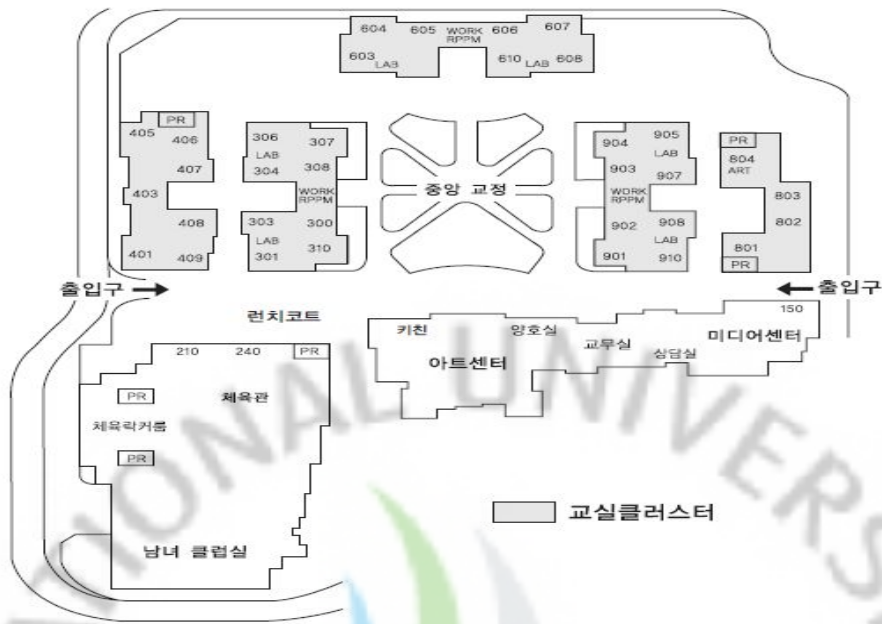 604 605 WORK RPPM 606 607
603 LAB 610 LAB 608
405 PR 406
407
403
408
401 409
306 307
LAB
304 308
WORK
RPPM
303 300
LAB
301 310
중앙 교정
904 905
LAB
903 907
WORK
RPPM
902 908
LAB
901 910
PR
804
ART
803
802
801
PR
출입구
출입구
런치코트
키친 양호실 교무실 상담실 미디어센터 150
아트센터
210 240 PR
PR 체육관
체육락커룸
PR
남녀 클럽실
교실클러스터
TIONAL UNIVERS